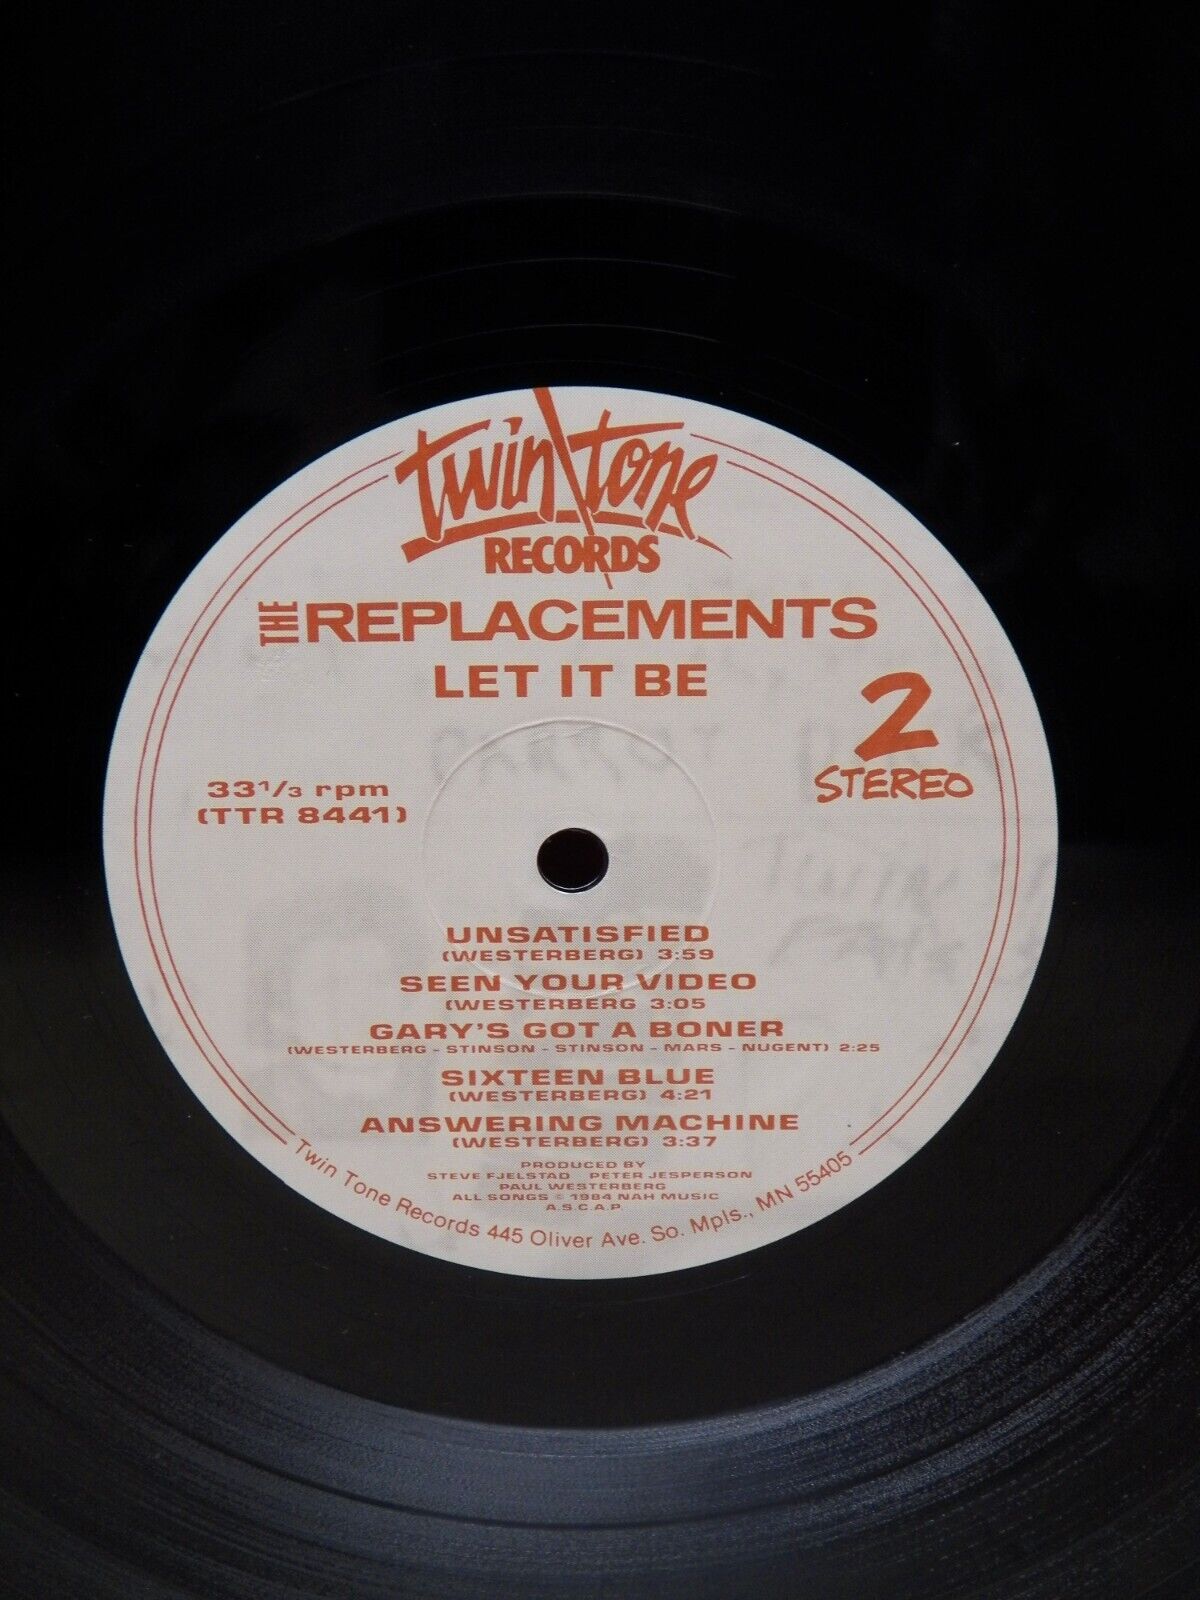 twin\tone
RECORDS
THE REPLACEMENTS
LET IT BE
2
STEREO
33 1/3 rpm
(TTR 8441)
UNSATISFIED
(WESTERBERG) 3:59
SEEN YOUR VIDEO
(WESTERBERG 3:05
GARY'S GOT A BONER
(WESTERBERG - STINSON - STINSON - MARS - NUGENT) 2:25
SIXTEEN BLUE
(WESTERBERG) 4:21
ANSWERING MACHINE
(WESTERBERG) 3:37
PRODUCED BY
STEVE FJELSTAD PETER JESPERSON
PAUL WESTERBERG
ALL SONGS © 1984 NAH MUSIC
A.S.C.A.P.
Twin Tone Records 445 Oliver Ave. So. Mpls., MN 55405